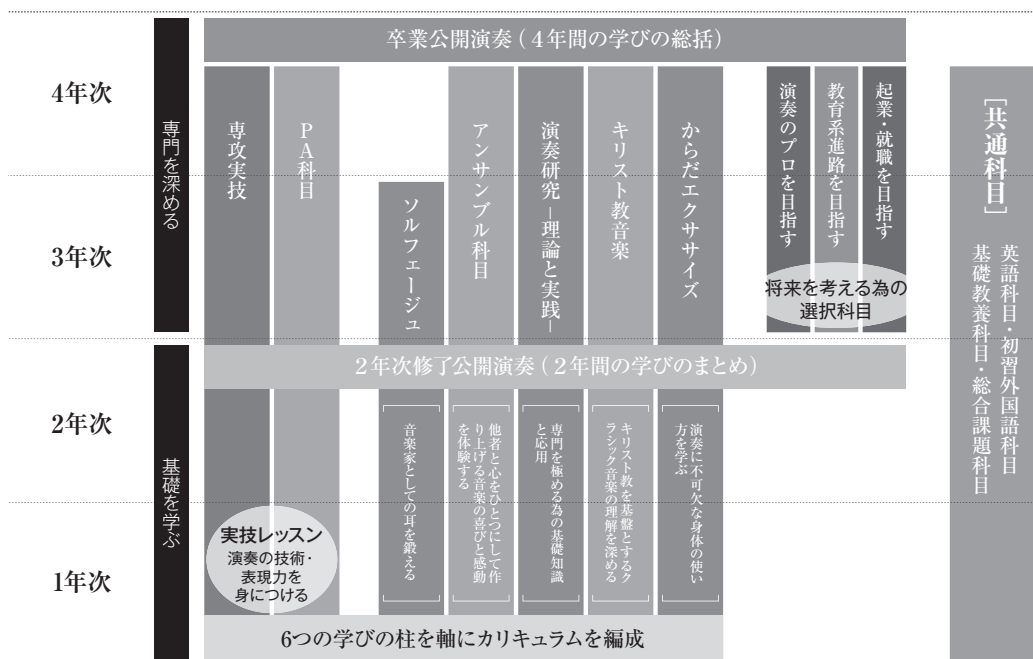 卒業公開演奏（４年間の学びの総括）
4年次
3年次
2年次
1年次
専門を深める
基礎を学ぶ
専攻実技
ＰＡ科目
ソルフェージュ
アンサンブル科目
演奏研究 ―理論と実践―
キリスト教音楽
からだエクササイズ
演奏のプロを目指す
教育系進路を目指す
起業・就職を目指す
将来を考える為の
選択科目
［共通科目］
英語科目・初習外国語科目
基礎教養科目・総合課題科目
２年次修了公開演奏（２年間の学びのまとめ）
音楽家としての耳を鍛える
他者と心をひとつにして作
り上げる音楽の喜びと感動
を体験する
専門を極める為の基礎知識
と応用
キリスト教を基盤とするク
ラシック音楽の理解を深める
演奏に不可欠な身体の使い
方を学ぶ
実技レッスン
演奏の技術・
表現力を
身につける
6つの学びの柱を軸にカリキュラムを編成